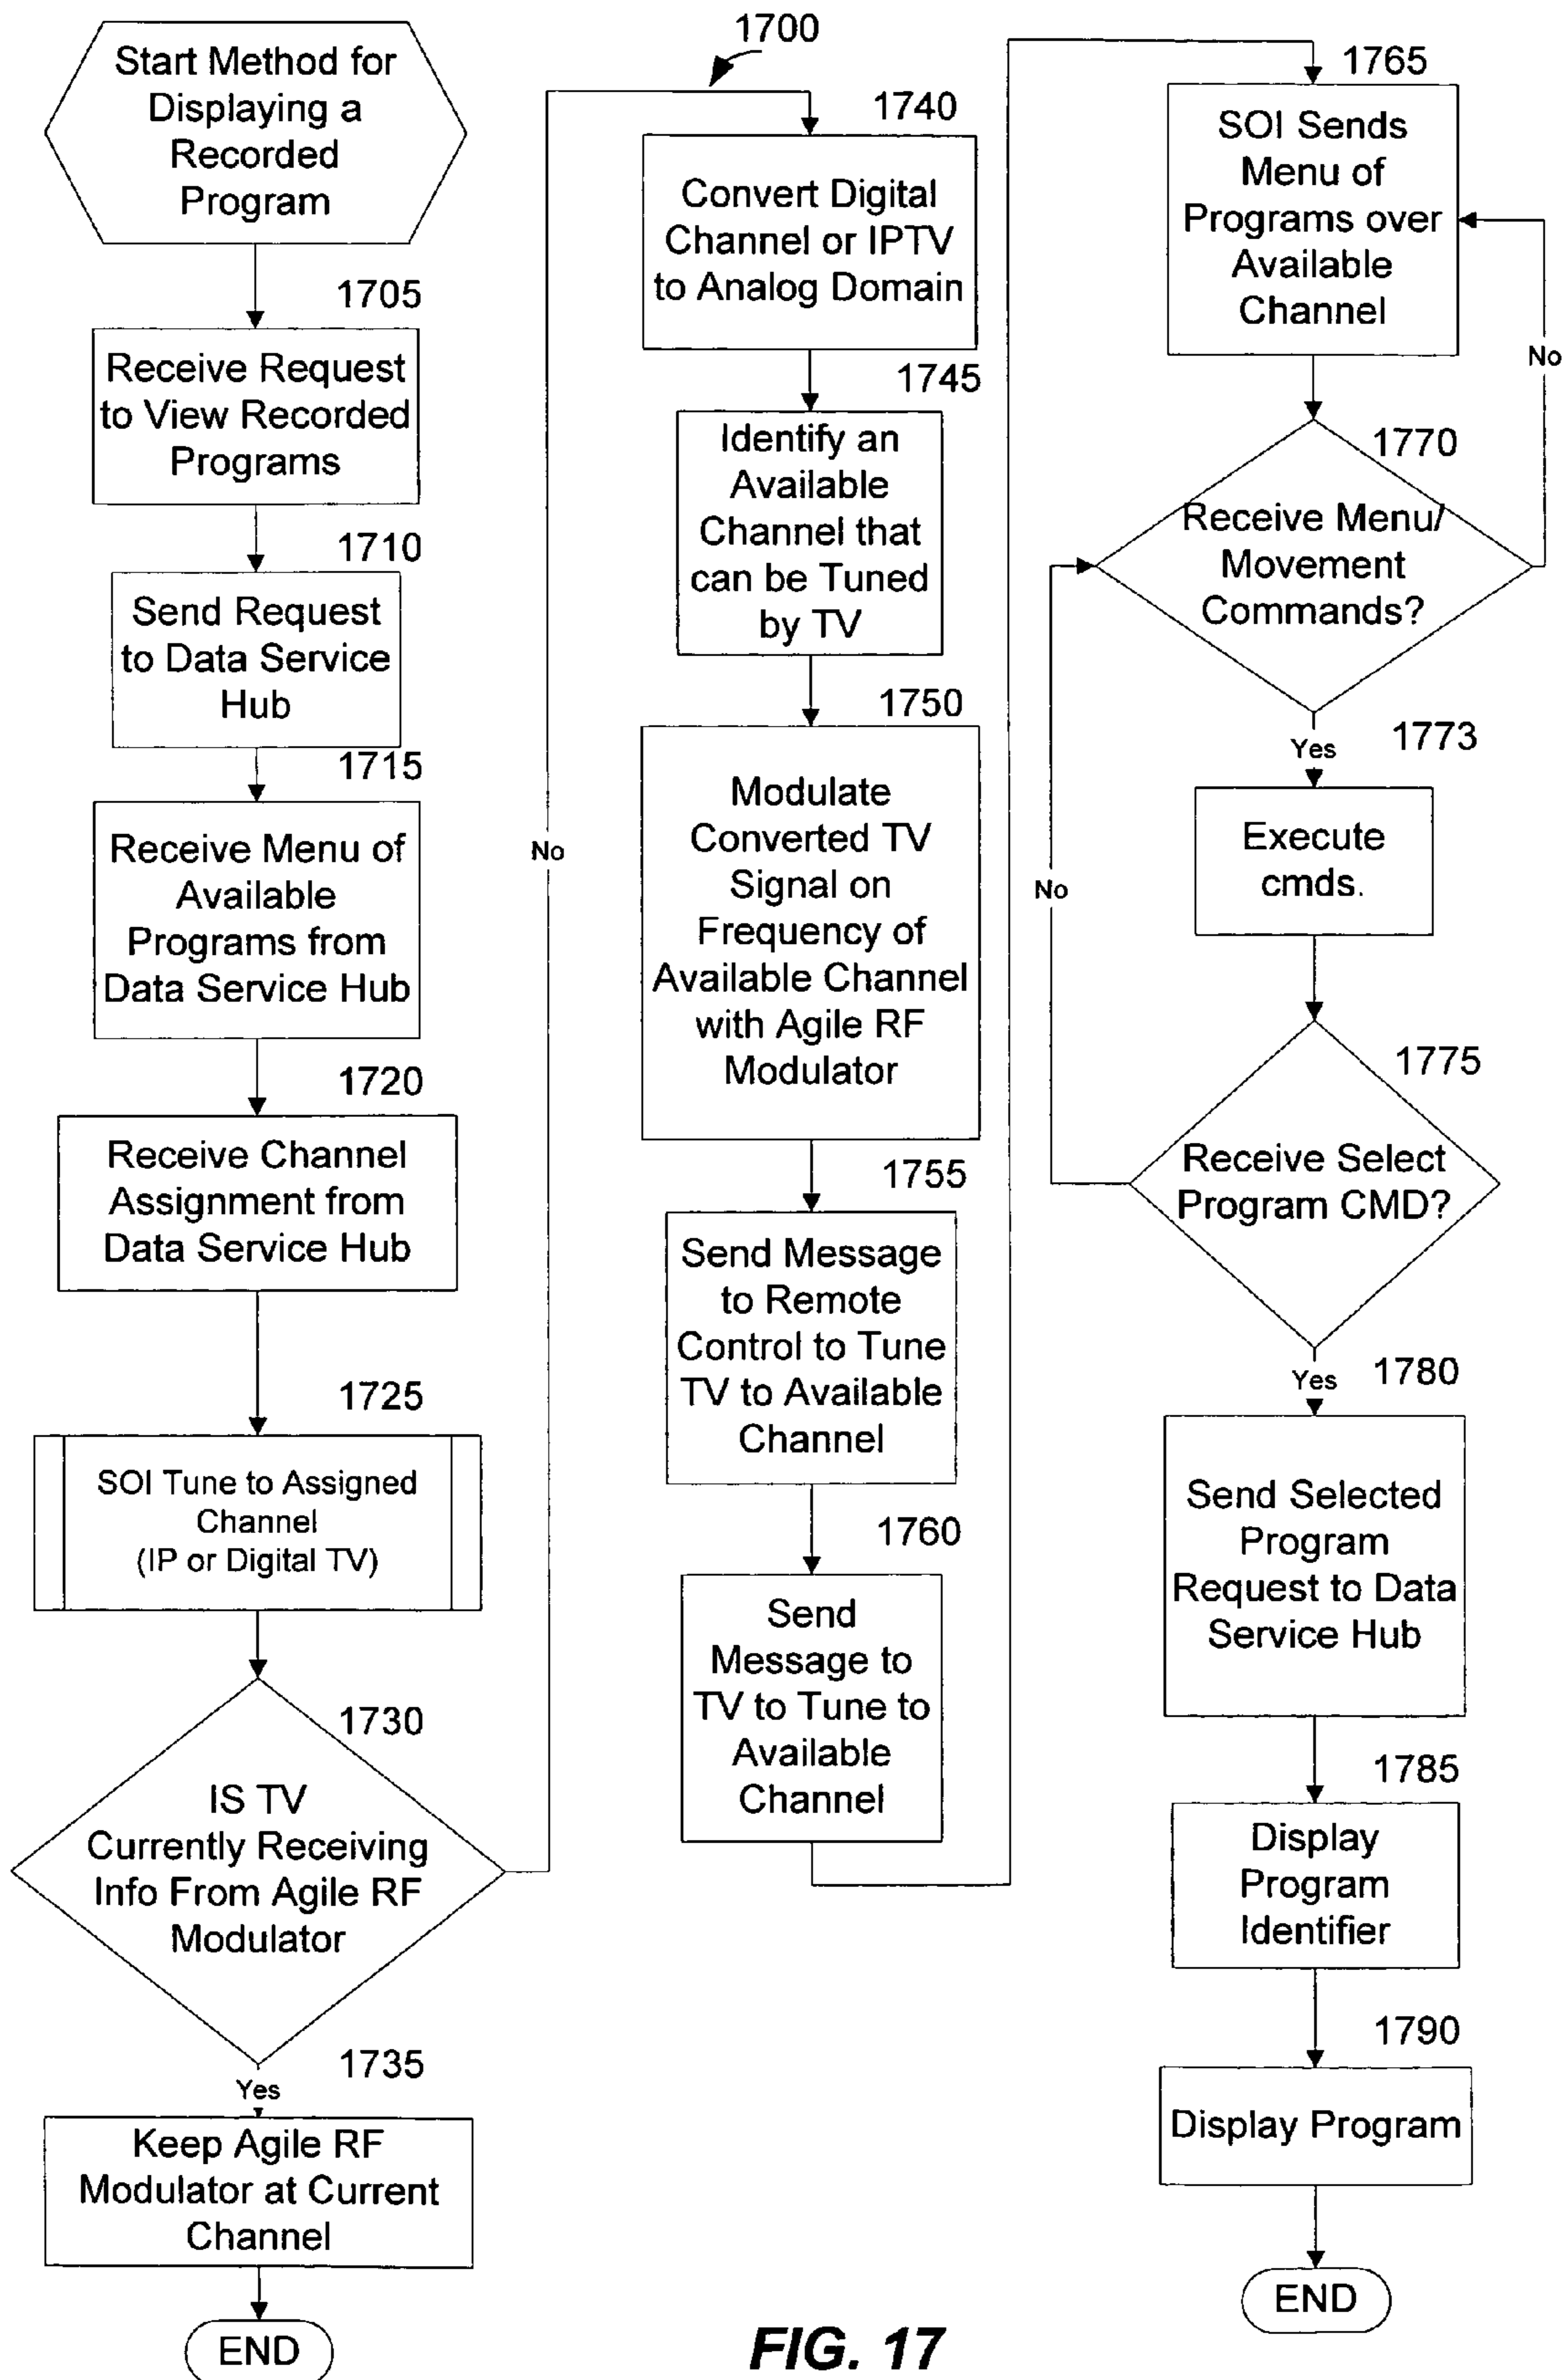 Start Method for
Displaying a
Recorded
Program
1705
Receive Request
to View Recorded
Programs
1710
Send Request
to Data Service
Hub
1715
Receive Menu of
Available
Programs from
Data Service Hub
1720
Receive Channel
Assignment from
Data Service Hub
1725
SOI Tune to Assigned
Channel
(IP or Digital TV)
1730
IS TV
Currently Receiving
Info From Agile RF
Modulator
No
Yes
1735
Keep Agile RF
Modulator at Current
Channel
END
1700
1740
Convert Digital
Channel or IPTV
to Analog Domain
1745
Identify an
Available
Channel that
can be Tuned
by TV
1750
Modulate
Converted TV
Signal on
Frequency of
Available Channel
with Agile RF
Modulator
1755
Send Message
to Remote
Control to Tune
TV to Available
Channel
1760
Send
Message to
TV to Tune to
Available
Channel
1765
SOI Sends
Menu of
Programs over
Available
Channel
No
1770
Receive Menu/
Movement
Commands?
Yes
1773
Execute
cmds.
No
1775
Receive Select
Program CMD?
Yes
1780
Send Selected
Program
Request to Data
Service Hub
1785
Display
Program
Identifier
1790
Display Program
END
FIG. 17